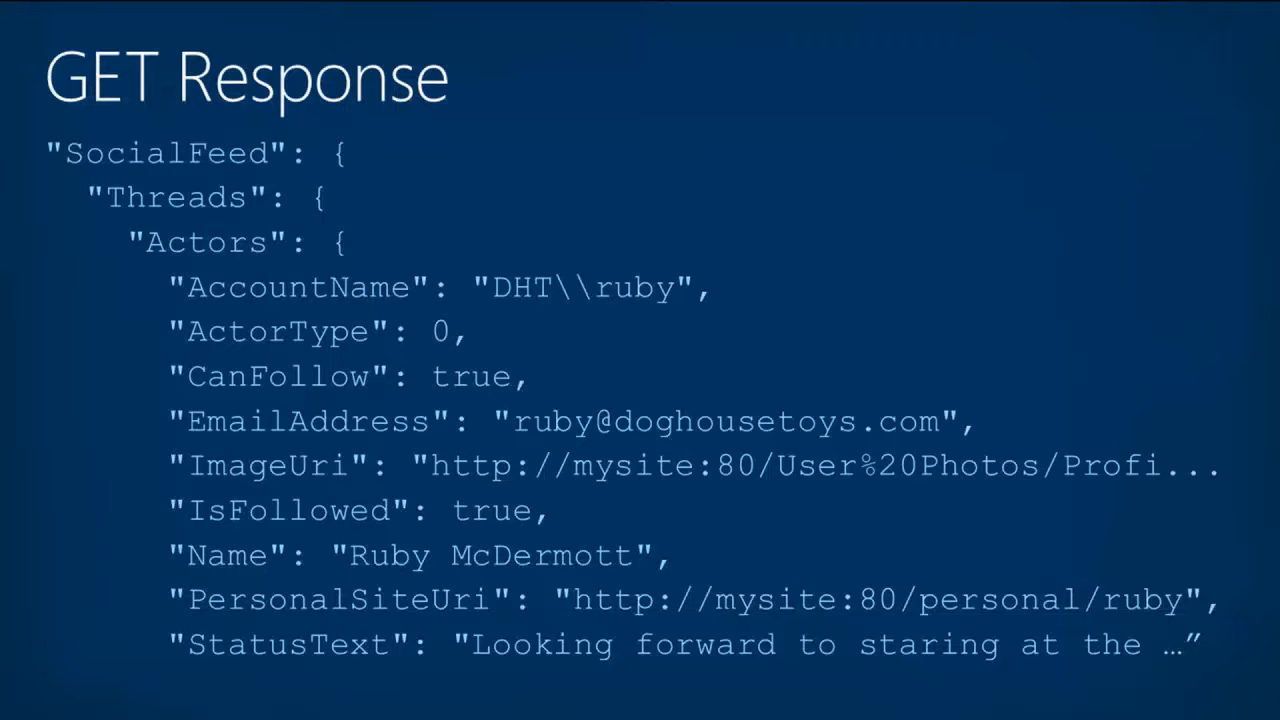 GET Response
"SocialFeed": {
"Threads": {
"Actors": {
"AccountName": "DHT\\ruby",
"ActorType": 0,
"CanFollow": true,
"EmailAddress": "ruby@doghousetoys.com",
"ImageUri": "http://mysite:80/User%20Photos/Profi...
"IsFollowed": true,
"Name": "Ruby McDermott",
"PersonalSiteUri": "http://mysite:80/personal/ruby",
"StatusText": "Looking forward to staring at the …”